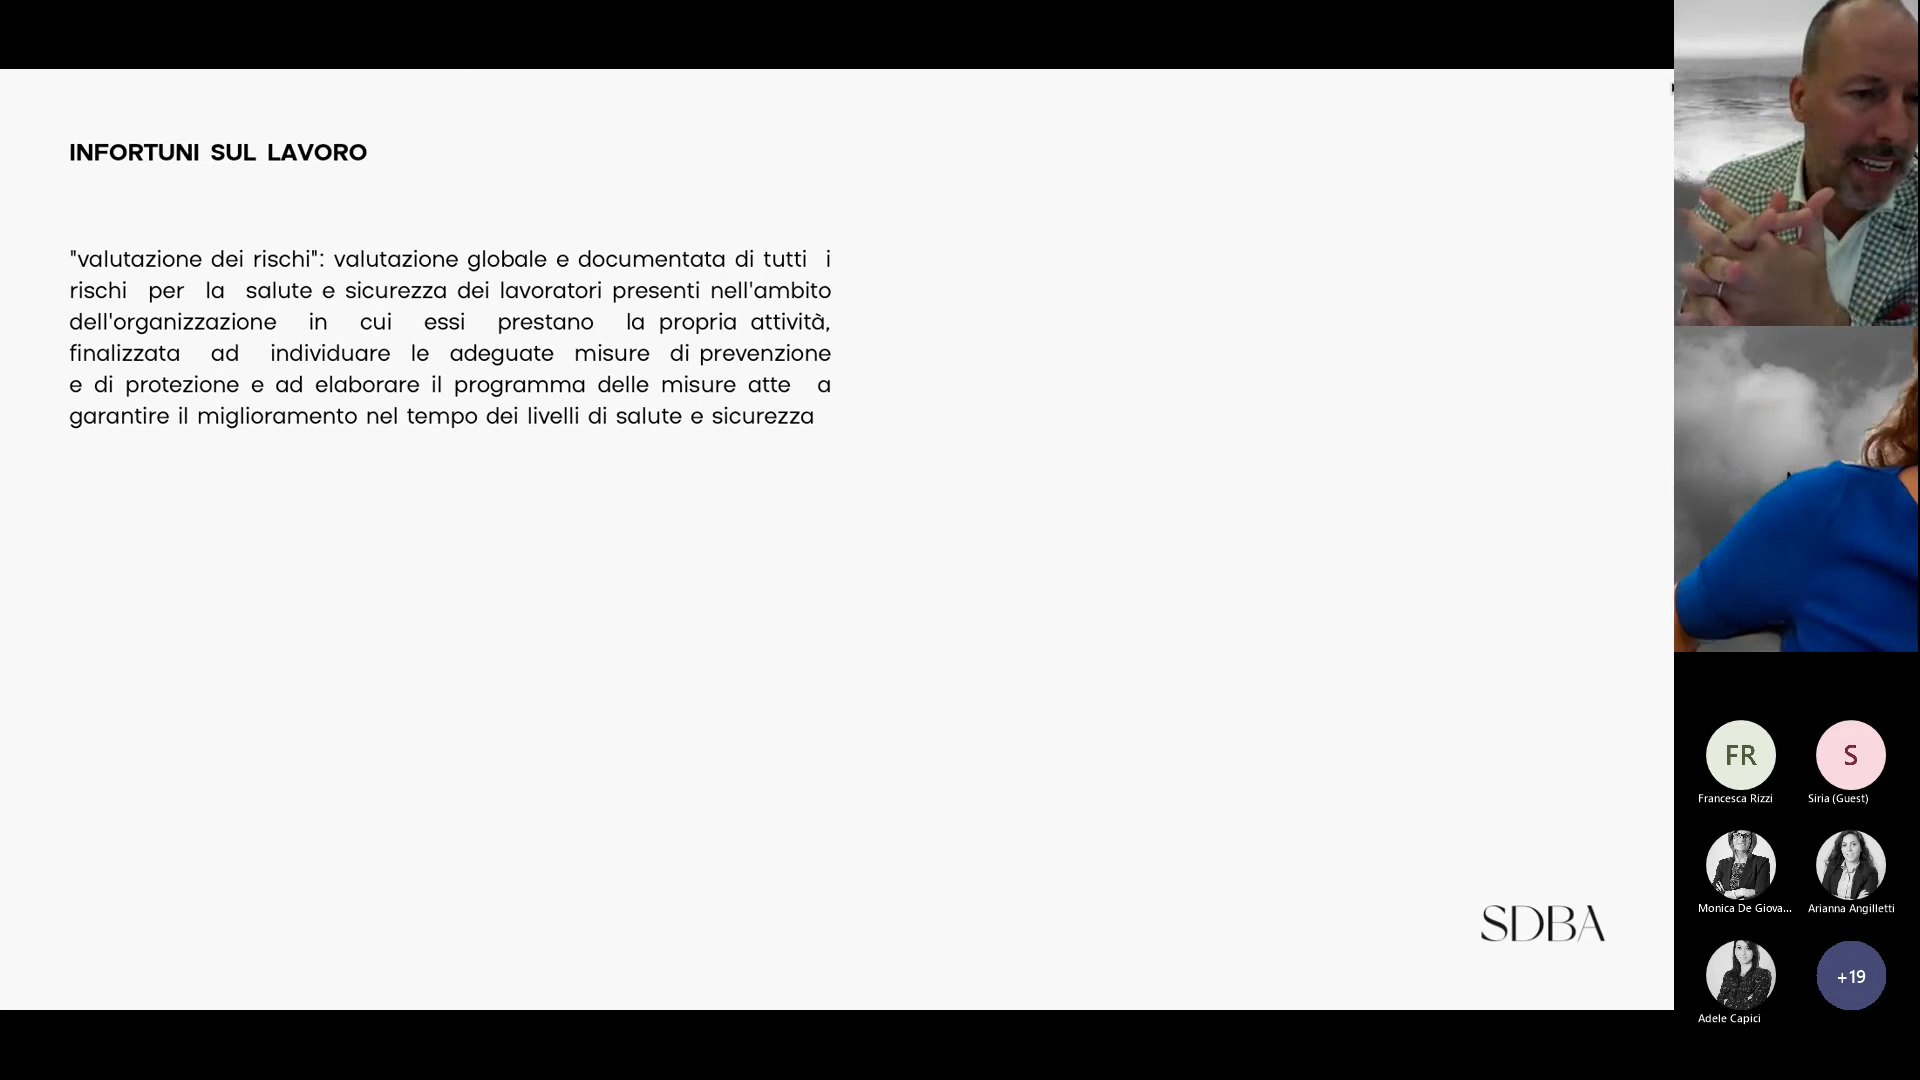 INFORTUNI SUL LAVORO
"valutazione dei rischi": valutazione globale e documentata di tutti i
rischi per la salute e sicurezza dei lavoratori presenti nell'ambito
dell'organizzazione in cui essi prestano la propria attività,
finalizzata ad individuare le adeguate misure di prevenzione
e di protezione e ad elaborare il programma delle misure atte a
garantire il miglioramento nel tempo dei livelli di salute e sicurezza
SDBA
FR
Francesca Rizzi
S
Siria (Guest)
Monica De Giova...
Arianna Angilletti
Adele Capici
+19